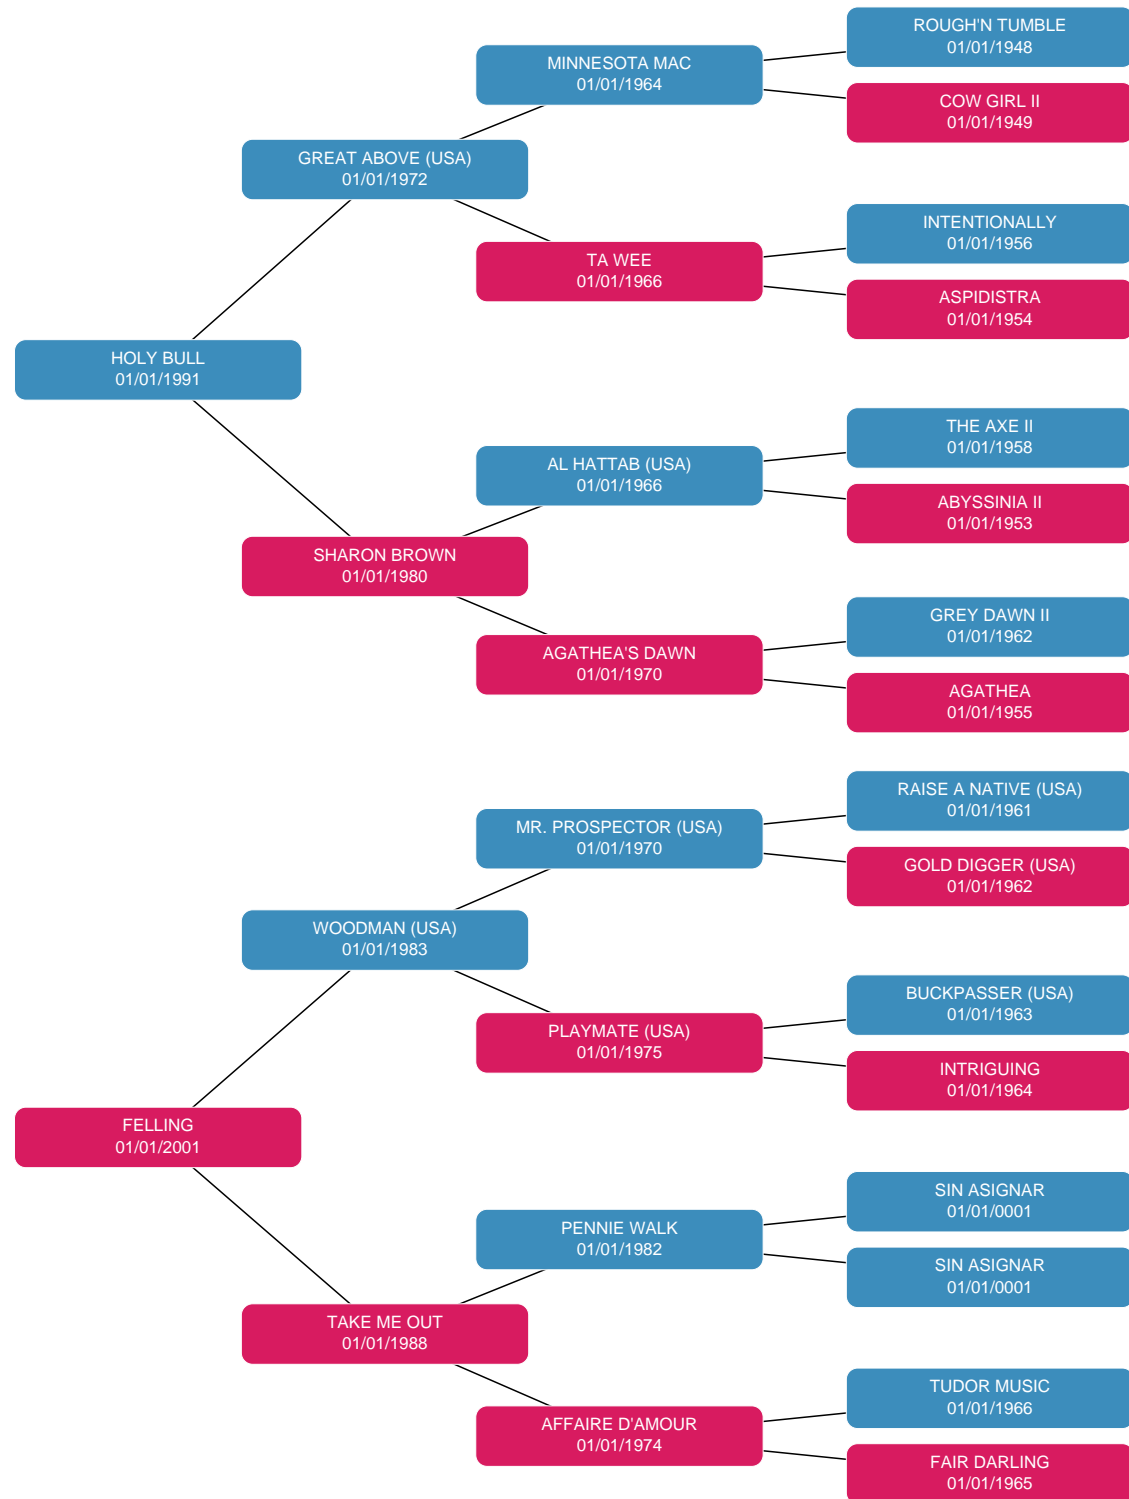 ROUGH'N TUMBLE
01/01/1948
MINNESOTA MAC
01/01/1964
COW GIRL II
01/01/1949
GREAT ABOVE (USA)
01/01/1972
INTENTIONALLY
01/01/1956
TA WEE
01/01/1966
ASPIDISTRA
01/01/1954
HOLY BULL
01/01/1991
THE AXE II
01/01/1958
AL HATTAB (USA)
01/01/1966
ABYSSINIA II
01/01/1953
SHARON BROWN
01/01/1980
GREY DAWN II
01/01/1962
AGATHEA'S DAWN
01/01/1970
AGATHEA
01/01/1955
RAISE A NATIVE (USA)
01/01/1961
MR. PROSPECTOR (USA)
01/01/1970
GOLD DIGGER (USA)
01/01/1962
WOODMAN (USA)
01/01/1983
BUCKPASSER (USA)
01/01/1963
PLAYMATE (USA)
01/01/1975
INTRIGUING
01/01/1964
FELLING
01/01/2001
SIN ASIGNAR
01/01/0001
PENNIE WALK
01/01/1982
SIN ASIGNAR
01/01/0001
TAKE ME OUT
01/01/1988
TUDOR MUSIC
01/01/1966
AFFAIRE D'AMOUR
01/01/1974
FAIR DARLING
01/01/1965